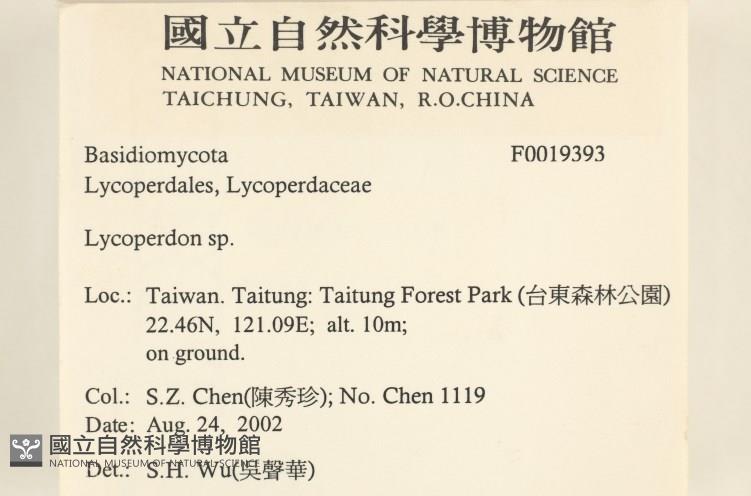 國立自然科學博物館
NATIONAL MUSEUM OF NATURAL SCIENCE
TAICHUNG, TAIWAN, R.O.CHINA
Basidiomycota F0019393
Lycoperdales, Lycoperdaceae
Lycoperdon sp.
Loc.: Taiwan. Taitung: Taitung Forest Park (台東森林公園)
22.46N, 121.09E; alt. 10m;
on ground.
Col.: S.Z. Chen(陳秀珍); No. Chen 1119
Date: Aug. 24, 2002
國立自然科學博物館
NATIONAL MUSEUM OF NATURAL SCIENCE
Det.: S.H. Wu(吳聲華)